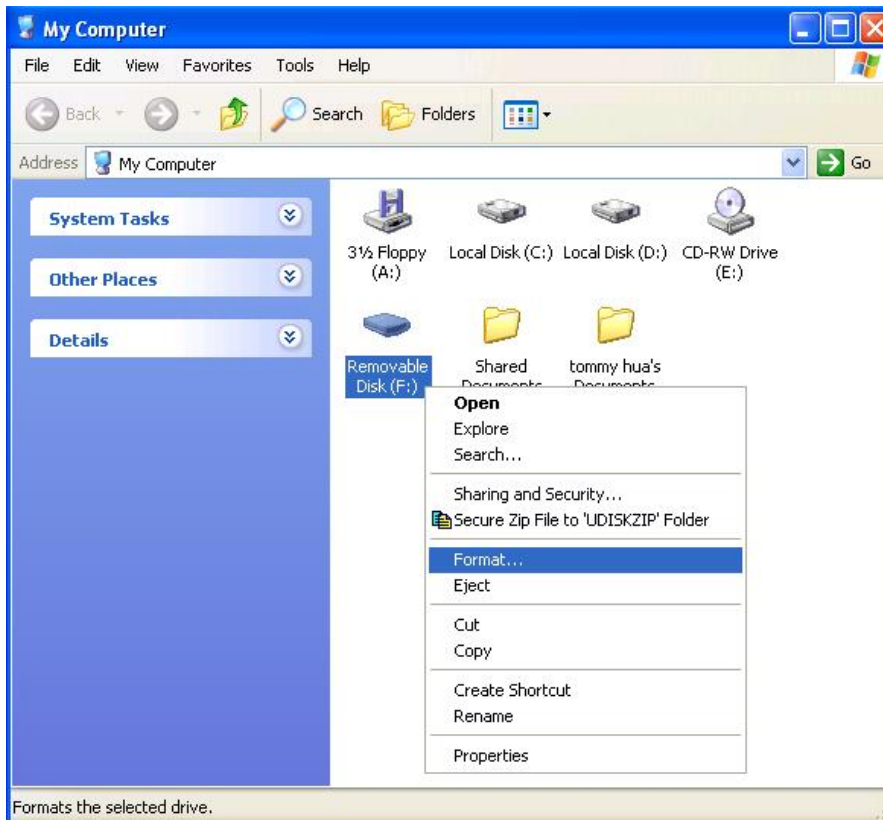 My Computer
File Edit View Favorites Tools Help
Back Search Folders
Address My Computer Go
System Tasks
Other Places
Details
3½ Floppy
(A:)
Local Disk (C:)
Local Disk (D:)
CD-RW Drive
(E:)
Removable
Disk (F:)
Shared
Documents
tommy hua's
Documents
Open
Explore
Search...
Sharing and Security...
Secure Zip File to 'UDISKZIP' Folder
Format...
Eject
Cut
Copy
Create Shortcut
Rename
Properties
Formats the selected drive.